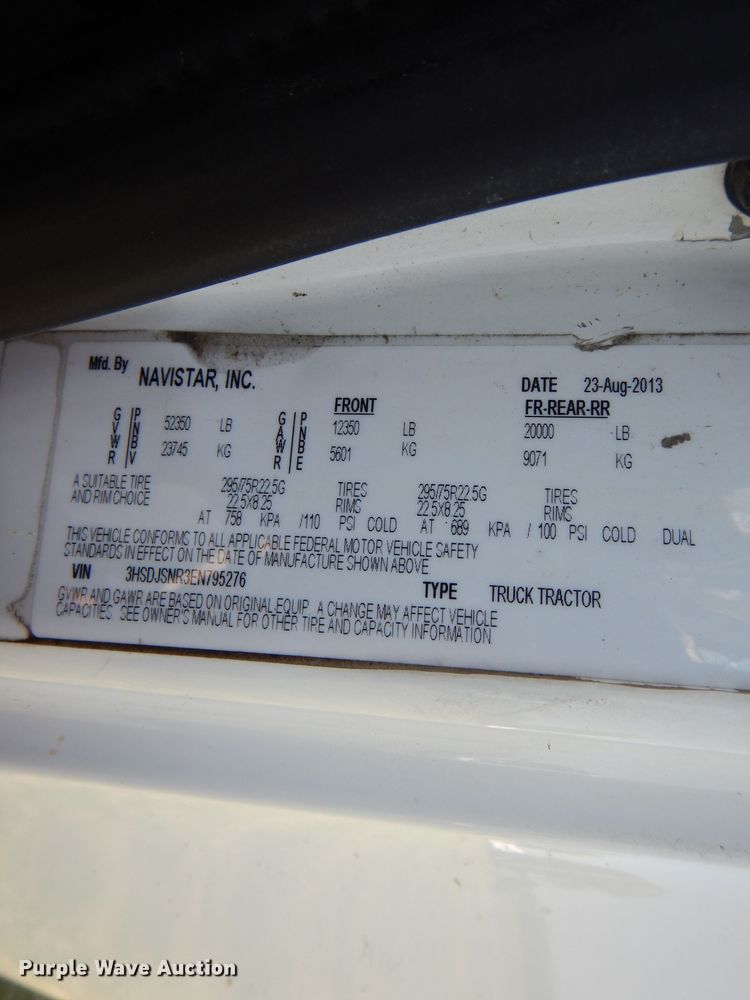 Mfd. By NAVISTAR, INC. DATE 23-Aug-2013
FRONT FR-REAR-RR
GVWR PNBV 52350 LB GAWR PNBE 12350 LB 20000 LB
23745 KG 5601 KG 9071 KG
A SUITABLE TIRE 295/75R22.5G TIRES 295/75R22.5G TIRES
AND RIM CHOICE 22.5X8.25 RIMS 22.5X8.25 RIMS
AT 758 KPA /110 PSI COLD AT 689 KPA / 100 PSI COLD DUAL
THIS VEHICLE CONFORMS TO ALL APPLICABLE FEDERAL MOTOR VEHICLE SAFETY
STANDARDS IN EFFECT ON THE DATE OF MANUFACTURE SHOWN ABOVE.
VIN 3HSDJSNR3EN795276 TYPE TRUCK TRACTOR
GVWR AND GAWR ARE BASED ON ORIGINAL EQUIP. A CHANGE MAY AFFECT VEHICLE
CAPACITIES. SEE OWNER'S MANUAL FOR OTHER TIRE AND CAPACITY INFORMATION
Purple Wave Auction